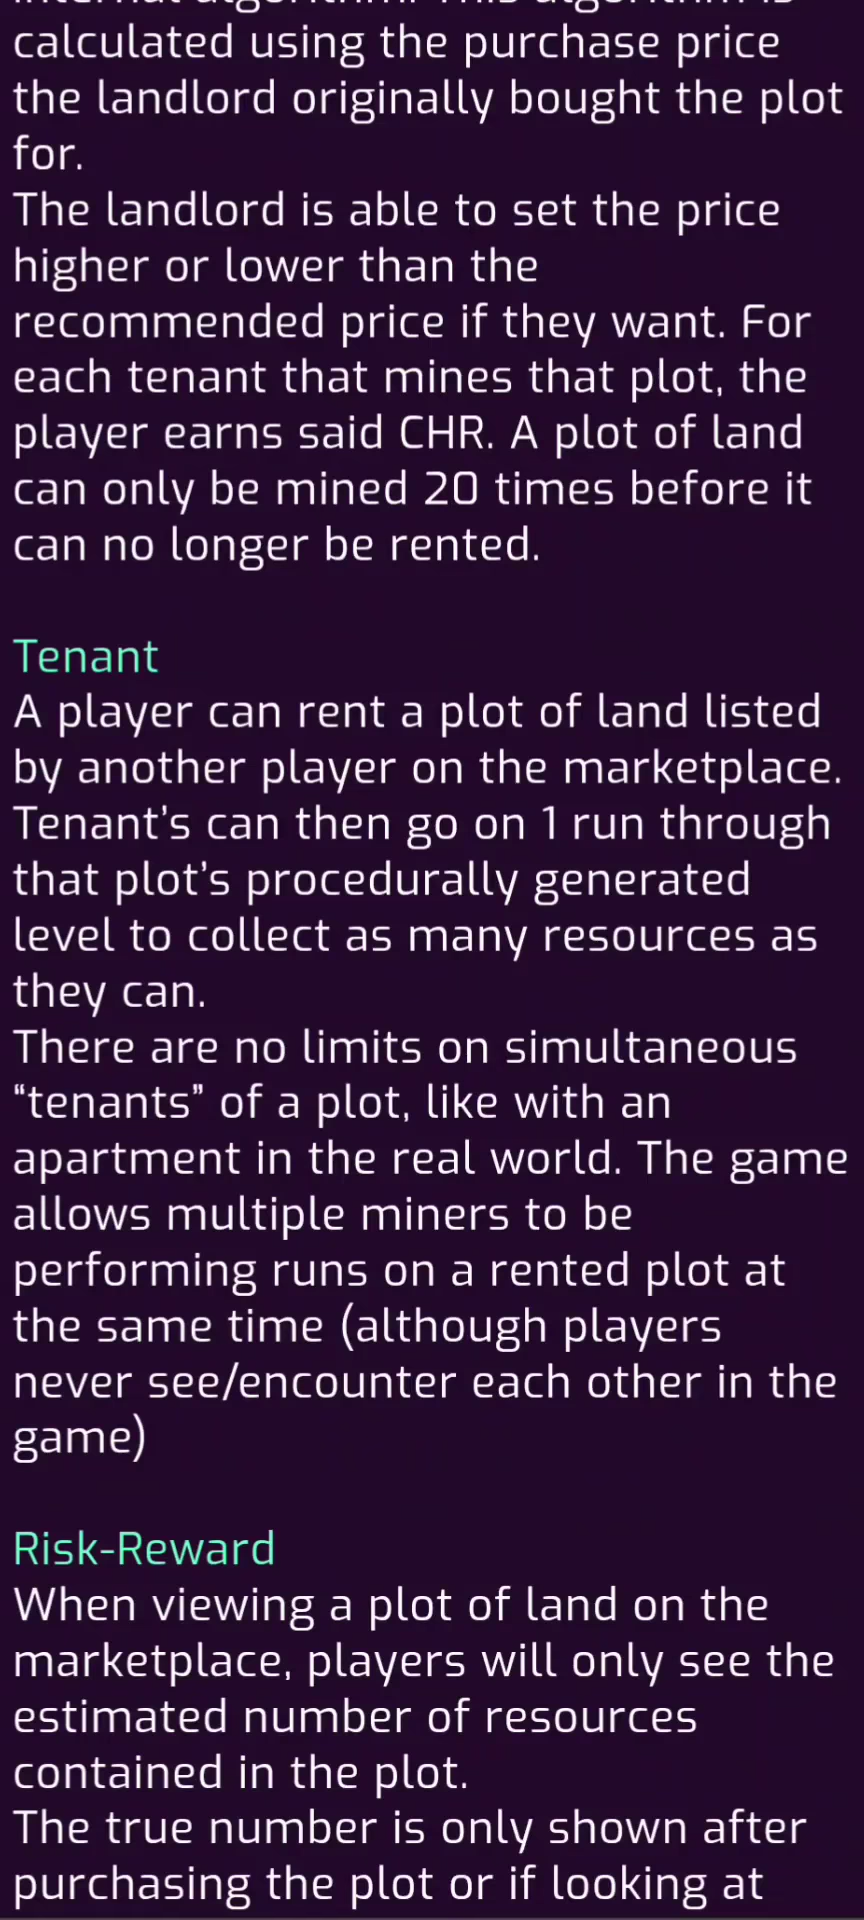 internal algorithm. This algorithm is
calculated using the purchase price
the landlord originally bought the plot
for.
The landlord is able to set the price
higher or lower than the
recommended price if they want. For
each tenant that mines that plot, the
player earns said CHR. A plot of land
can only be mined 20 times before it
can no longer be rented.
Tenant
A player can rent a plot of land listed
by another player on the marketplace.
Tenant’s can then go on 1 run through
that plot’s procedurally generated
level to collect as many resources as
they can.
There are no limits on simultaneous
“tenants” of a plot, like with an
apartment in the real world. The game
allows multiple miners to be
performing runs on a rented plot at
the same time (although players
never see/encounter each other in the
game)
Risk-Reward
When viewing a plot of land on the
marketplace, players will only see the
estimated number of resources
contained in the plot.
The true number is only shown after
purchasing the plot or if looking at